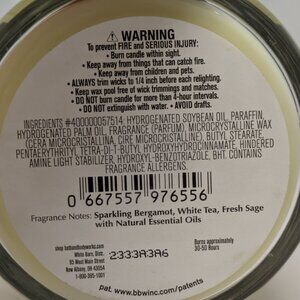 ⚠ WARNING
To prevent FIRE and SERIOUS INJURY:
• Burn candle within sight.
• Keep away from things that can catch fire.
• Keep away from children and pets.
• ALWAYS trim wicks to 1/4 inch before each relighting.
• Keep wax pool free of wick trimmings and matches.
• DO NOT burn candle for more than 4-hour intervals.
• DO NOT extinguish with water. • AVOID drafts.
INGREDIENTS #400000057514: HYDROGENATED SOYBEAN OIL, PARAFFIN,
HYDROGENATED PALM OIL, FRAGRANCE (PARFUM), MICROCRYSTALLINE WAX
(CERA MICROCRISTALLINA, CIRE MICROCRISTALLINE), BUTYL STEARATE,
PENTAERYTHRITYL TETRA-DI-T-BUTYL HYDROXYHYDROCINNAMATE, HINDERED
AMINE LIGHT STABILIZER, HYDROXYL-BENZOTRIAZOLE, BHT. CONTAINS
FRAGRANCE ALLERGENS.
0 667557 976556
Fragrance Notes: Sparkling Bergamot, White Tea, Fresh Sage
with Natural Essential Oils
shop bathandbodyworks.com
White Barn, Distr.
95 West Main Street
New Albany, OH 43054
1-800-395-1001
2333A3A6
Burns approximately
30-50 Hours
pat. www.bbwinc.com/patents